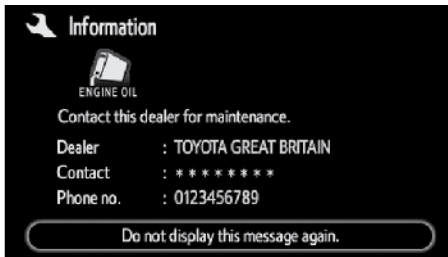 Information
ENGINE OIL
Contact this dealer for maintenance.
Dealer : TOYOTA GREAT BRITAIN
Contact : * * * * * * * *
Phone no. : 0123456789
Do not display this message again.